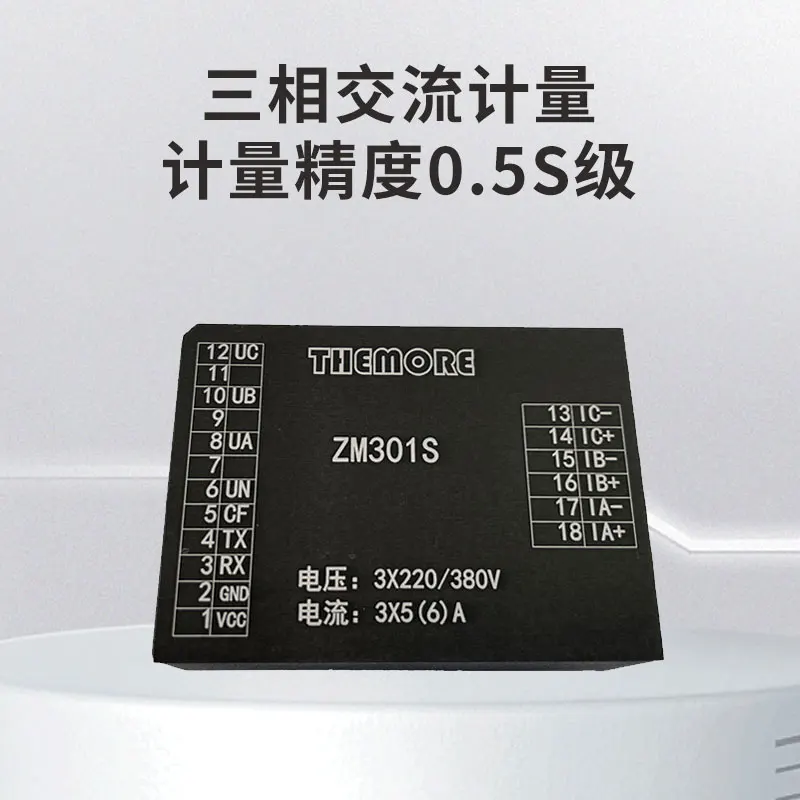 三相交流计量
计量精度0.5S级
THEMORE
ZM301S
12 UC
11
10 UB
9
8 UA
7
6 UN
5 CF
4 TX
3 RX
2 GND
1 VCC
13 IC-
14 IC+
15 IB-
16 IB+
17 IA-
18 IA+
电压：3X220/380V
电流：3X5(6)A